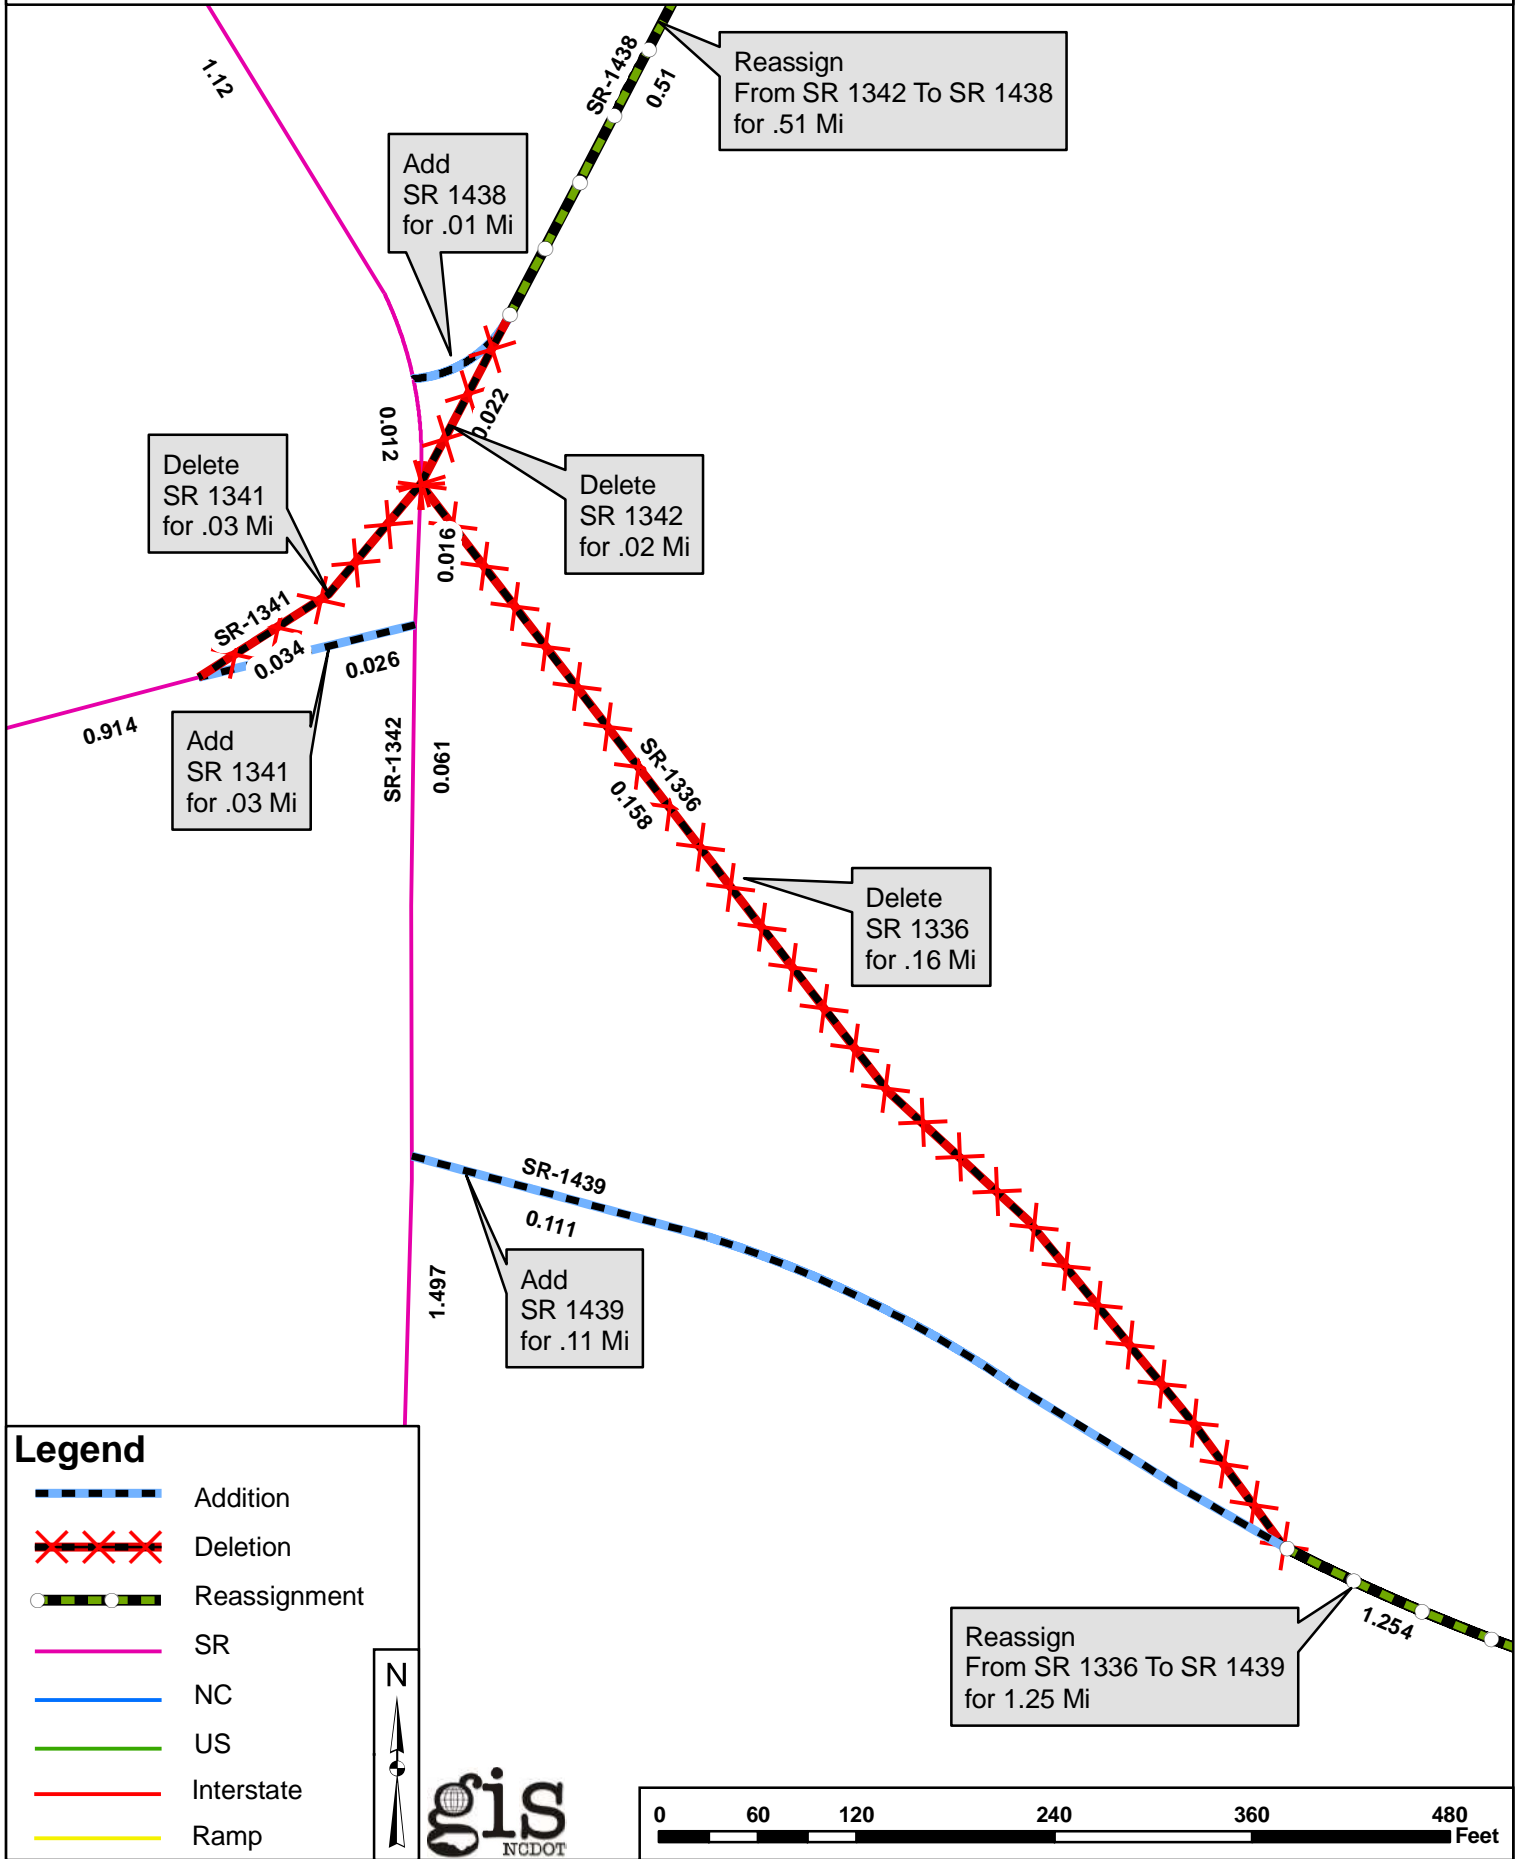 1.12
SR-1438
0.51
Reassign
From SR 1342 To SR 1438
for .51 Mi
Add
SR 1438
for .01 Mi
0.022
0.012
Delete
SR 1341
for .03 Mi
Delete
SR 1342
for .02 Mi
0.016
SR-1341
0.034
0.026
0.914
Add
SR 1341
for .03 Mi
SR-1342
0.061
SR-1336
0.158
Delete
SR 1336
for .16 Mi
SR-1439
0.111
Add
SR 1439
for .11 Mi
1.497
Legend
Addition
Deletion
Reassignment
SR
NC
US
Interstate
Ramp
N
gis
NCDOT
Reassign
From SR 1336 To SR 1439
for 1.25 Mi
1.254
0 60 120 240 360 480
Feet